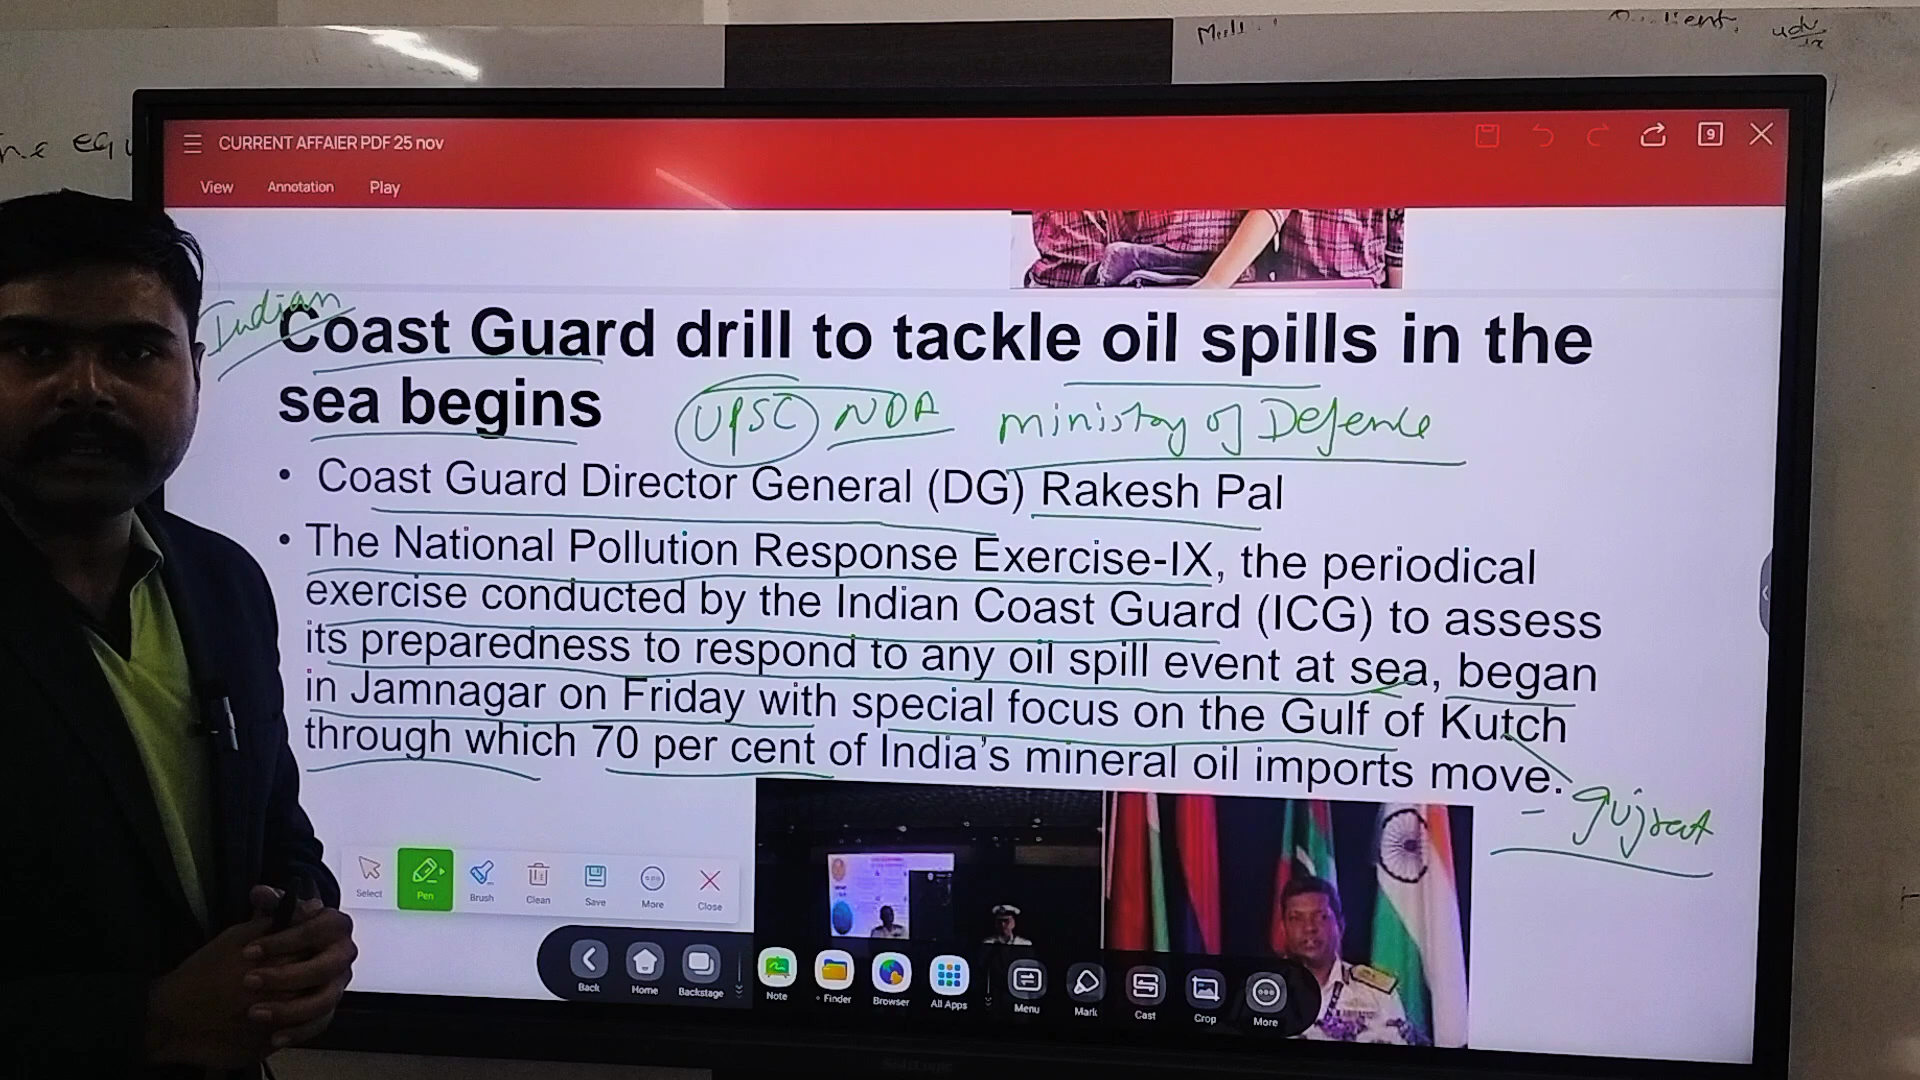 CURRENT AFFAIER PDF 25 nov
9
View Annotation Play
Indian
Coast Guard drill to tackle oil spills in the
sea begins
UPSC NDA ministry of Defence
• Coast Guard Director General (DG) Rakesh Pal
• The National Pollution Response Exercise-IX, the periodical
exercise conducted by the Indian Coast Guard (ICG) to assess
its preparedness to respond to any oil spill event at sea, began
in Jamnagar on Friday with special focus on the Gulf of Kutch
through which 70 per cent of India's mineral oil imports move.
- gujrat
Select Pen Brush Clean Save More Close
Back Home Backstage Note Finder Browser All Apps Menu Mark Cast Crop More